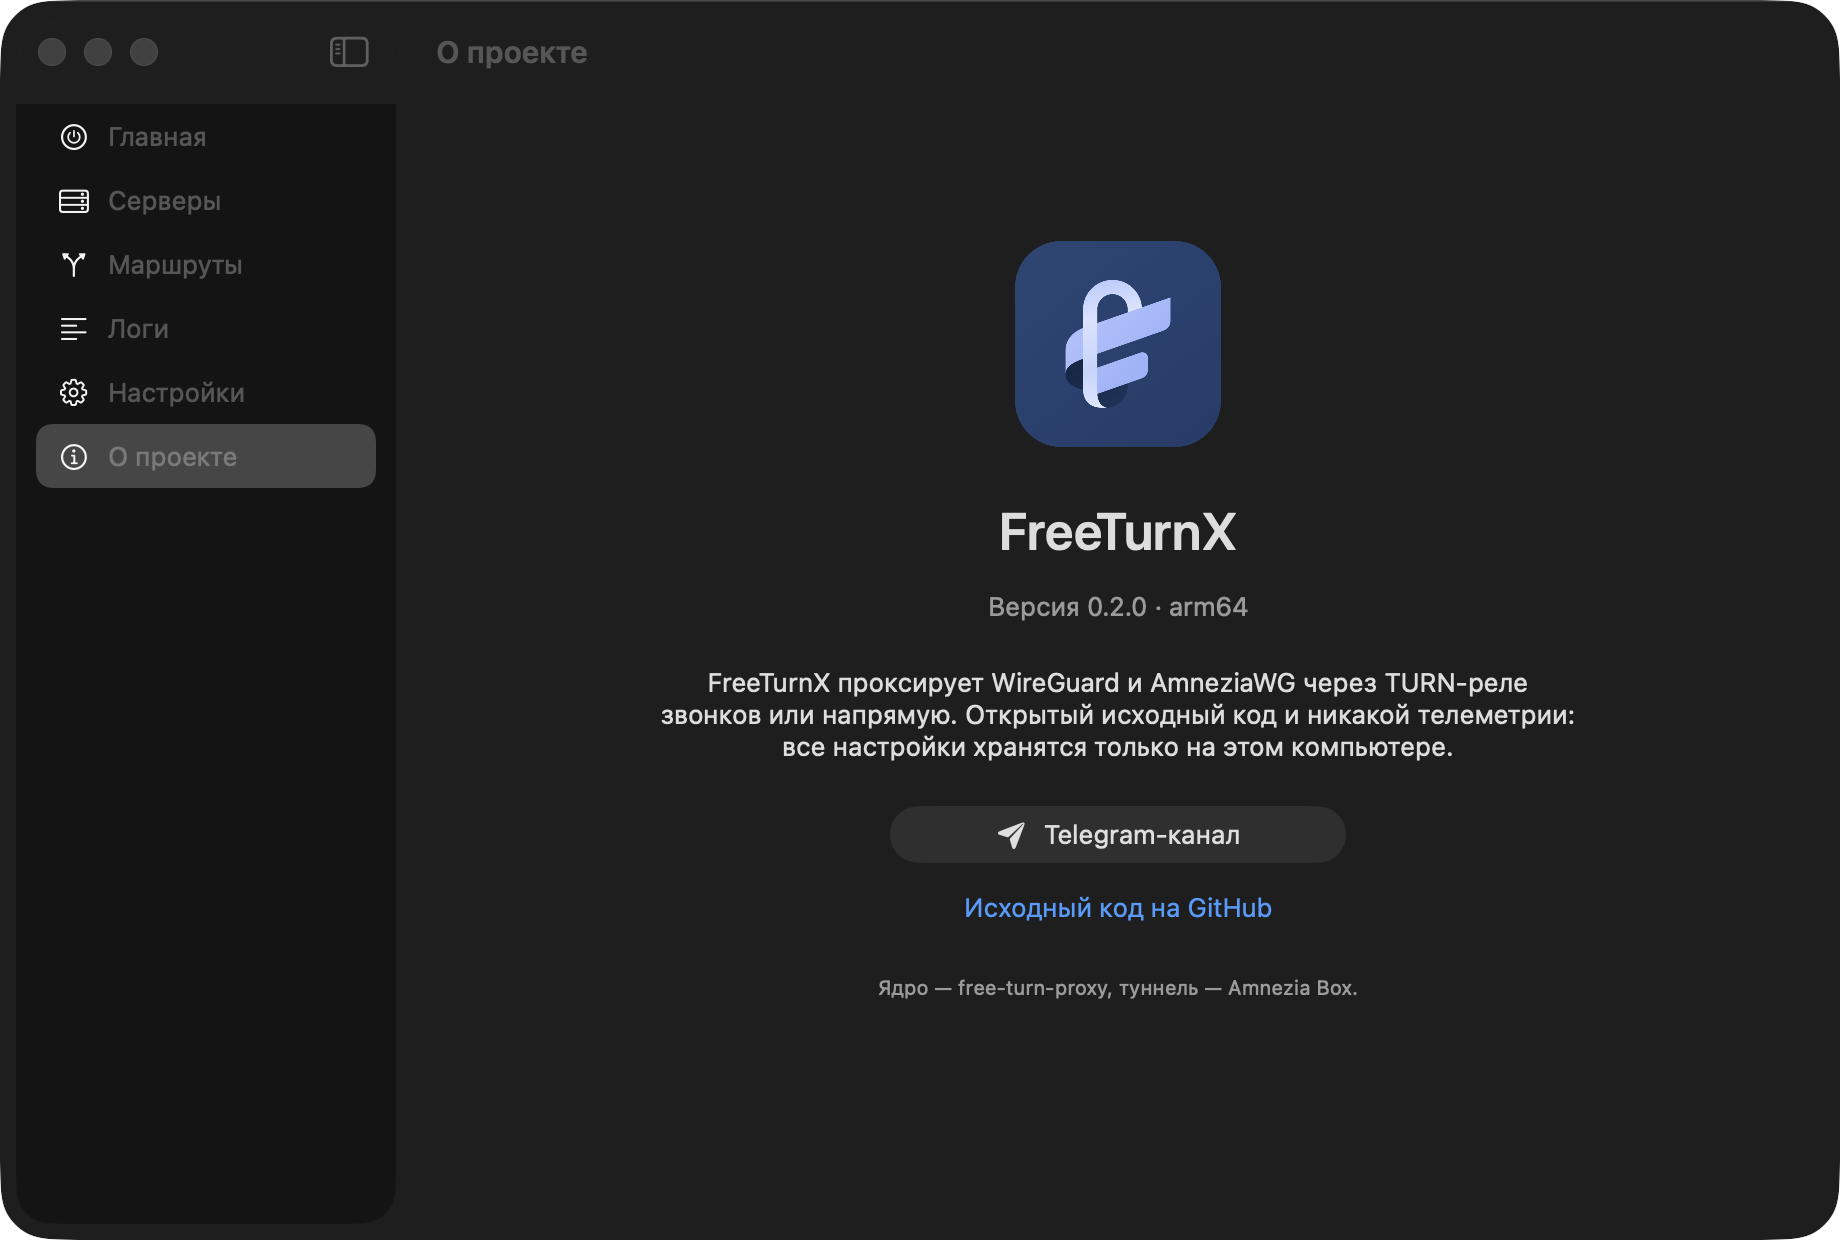 О проекте
Главная
Серверы
Маршруты
Логи
Настройки
О проекте
FreeTurnX
Версия 0.2.0 · arm64
FreeTurnX проксирует WireGuard и AmneziaWG через TURN-реле
звонков или напрямую. Открытый исходный код и никакой телеметрии:
все настройки хранятся только на этом компьютере.
Telegram-канал
Исходный код на GitHub
Ядро — free-turn-proxy, туннель — Amnezia Box.